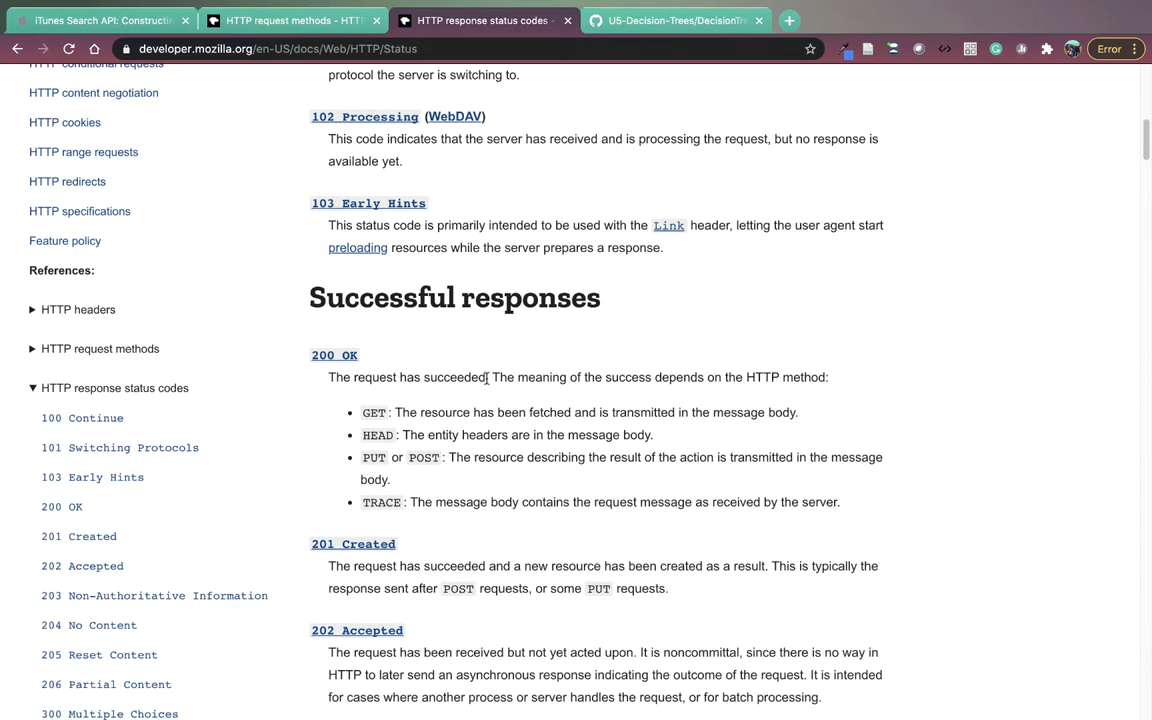 iTunes Search API: Constructin
HTTP request methods - HTTP
HTTP response status codes -
U5-Decision-Trees/DecisionTre
developer.mozilla.org/en-US/docs/Web/HTTP/Status
Error
HTTP conditional requests
HTTP content negotiation
HTTP cookies
HTTP range requests
HTTP redirects
HTTP specifications
Feature policy
References:
HTTP headers
HTTP request methods
HTTP response status codes
100 Continue
101 Switching Protocols
103 Early Hints
200 OK
201 Created
202 Accepted
203 Non-Authoritative Information
204 No Content
205 Reset Content
206 Partial Content
300 Multiple Choices
protocol the server is switching to.
102 Processing (WebDAV)
This code indicates that the server has received and is processing the request, but no response is
available yet.
103 Early Hints
This status code is primarily intended to be used with the Link header, letting the user agent start
preloading resources while the server prepares a response.
Successful responses
200 OK
The request has succeeded. The meaning of the success depends on the HTTP method:
GET: The resource has been fetched and is transmitted in the message body.
HEAD: The entity headers are in the message body.
PUT or POST: The resource describing the result of the action is transmitted in the message
body.
TRACE: The message body contains the request message as received by the server.
201 Created
The request has succeeded and a new resource has been created as a result. This is typically the
response sent after POST requests, or some PUT requests.
202 Accepted
The request has been received but not yet acted upon. It is noncommittal, since there is no way in
HTTP to later send an asynchronous response indicating the outcome of the request. It is intended
for cases where another process or server handles the request, or for batch processing.